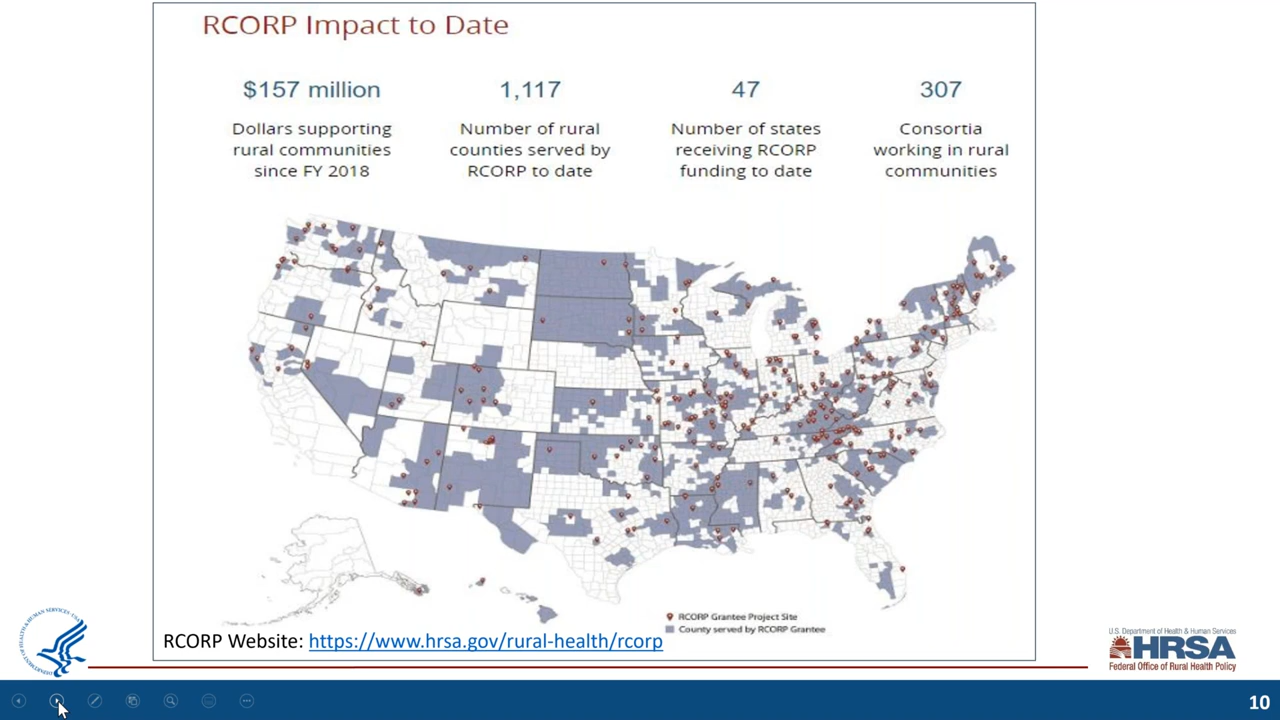 RCORP Impact to Date
$157 million
Dollars supporting
rural communities
since FY 2018
1,117
Number of rural
counties served by
RCORP to date
47
Number of states
receiving RCORP
funding to date
307
Consortia
working in rural
communities
RCORP Grantee Project Site
County served by RCORP Grantee
RCORP Website: https://www.hrsa.gov/rural-health/rcorp
U.S. Department of Health & Human Services
HRSA
Federal Office of Rural Health Policy
10